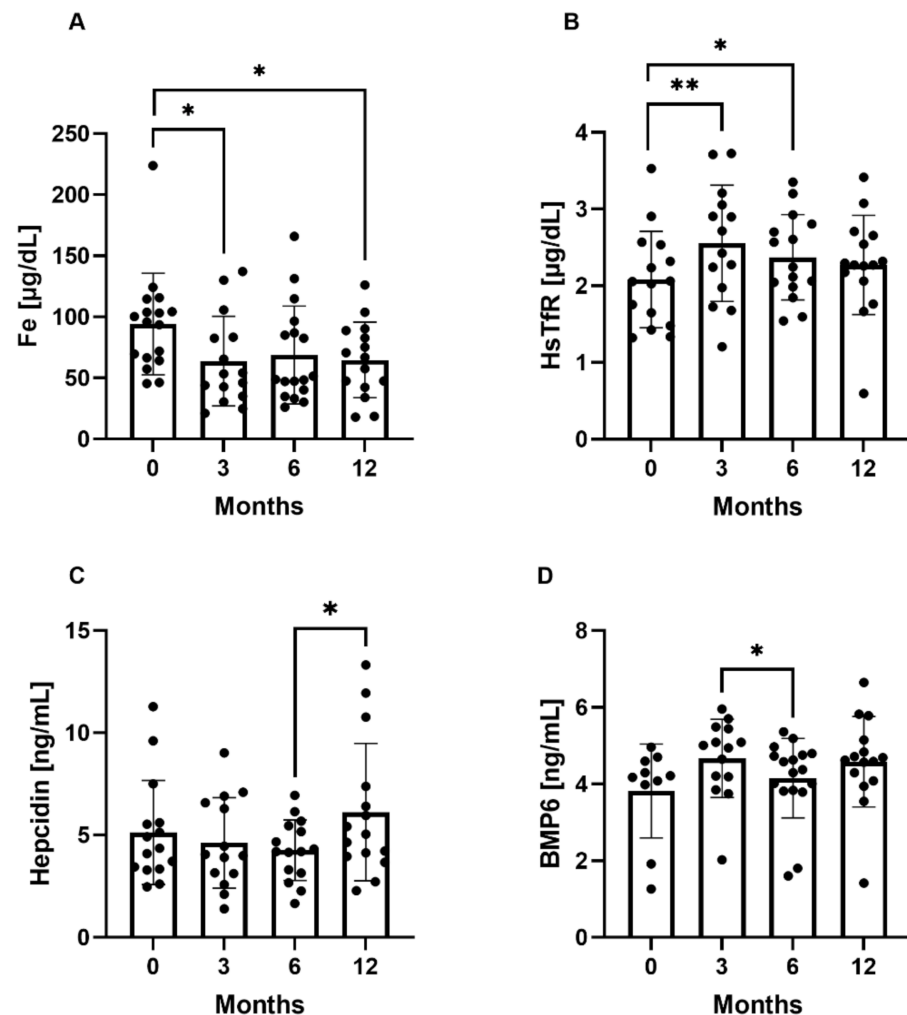 A
*
*
250
200
150
100
50
0
Fe [µg/dL]
0 3 6 12
Months
B
*
**
4
3
2
1
0
HsTfR [µg/dL]
0 3 6 12
Months
C
*
15
10
5
0
Hepcidin [ng/mL]
0 3 6 12
Months
D
*
8
6
4
2
0
BMP6 [ng/mL]
0 3 6 12
Months